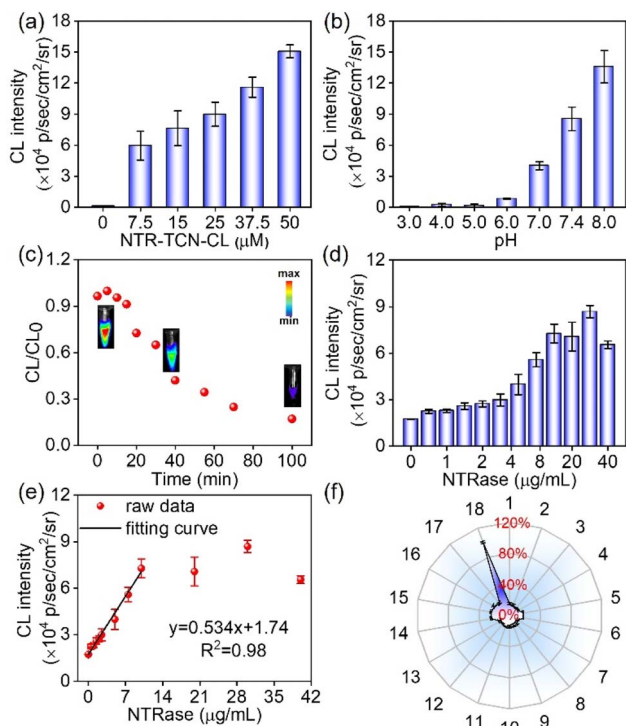 (a)
CL intensity
(×10⁴ p/sec/cm²/sr)
15
12
9
6
3
0
0 7.5 15 25 37.5 50
NTR-TCN-CL (μM)
(b)
CL intensity
(×10⁴ p/sec/cm²/sr)
18
15
12
9
6
3
0
3.0 4.0 5.0 6.0 7.0 7.4 8.0
pH
(c)
CL/CL₀
1.2
0.9
0.6
0.3
0.0
max
min
0 20 40 60 80 100
Time (min)
(d)
CL intensity
(×10⁴ p/sec/cm²/sr)
12
9
6
3
0
0 1 2 4 8 20 40
NTRase (μg/mL)
(e)
CL intensity
(×10⁴ p/sec/cm²/sr)
12
9
6
3
0
raw data
fitting curve
y=0.534x+1.74
R²=0.98
0 7 14 21 28 35 42
NTRase (μg/mL)
(f)
1
2
3
4
5
6
7
8
9
10
11
12
13
14
15
16
17
18
120%
80%
40%
0%